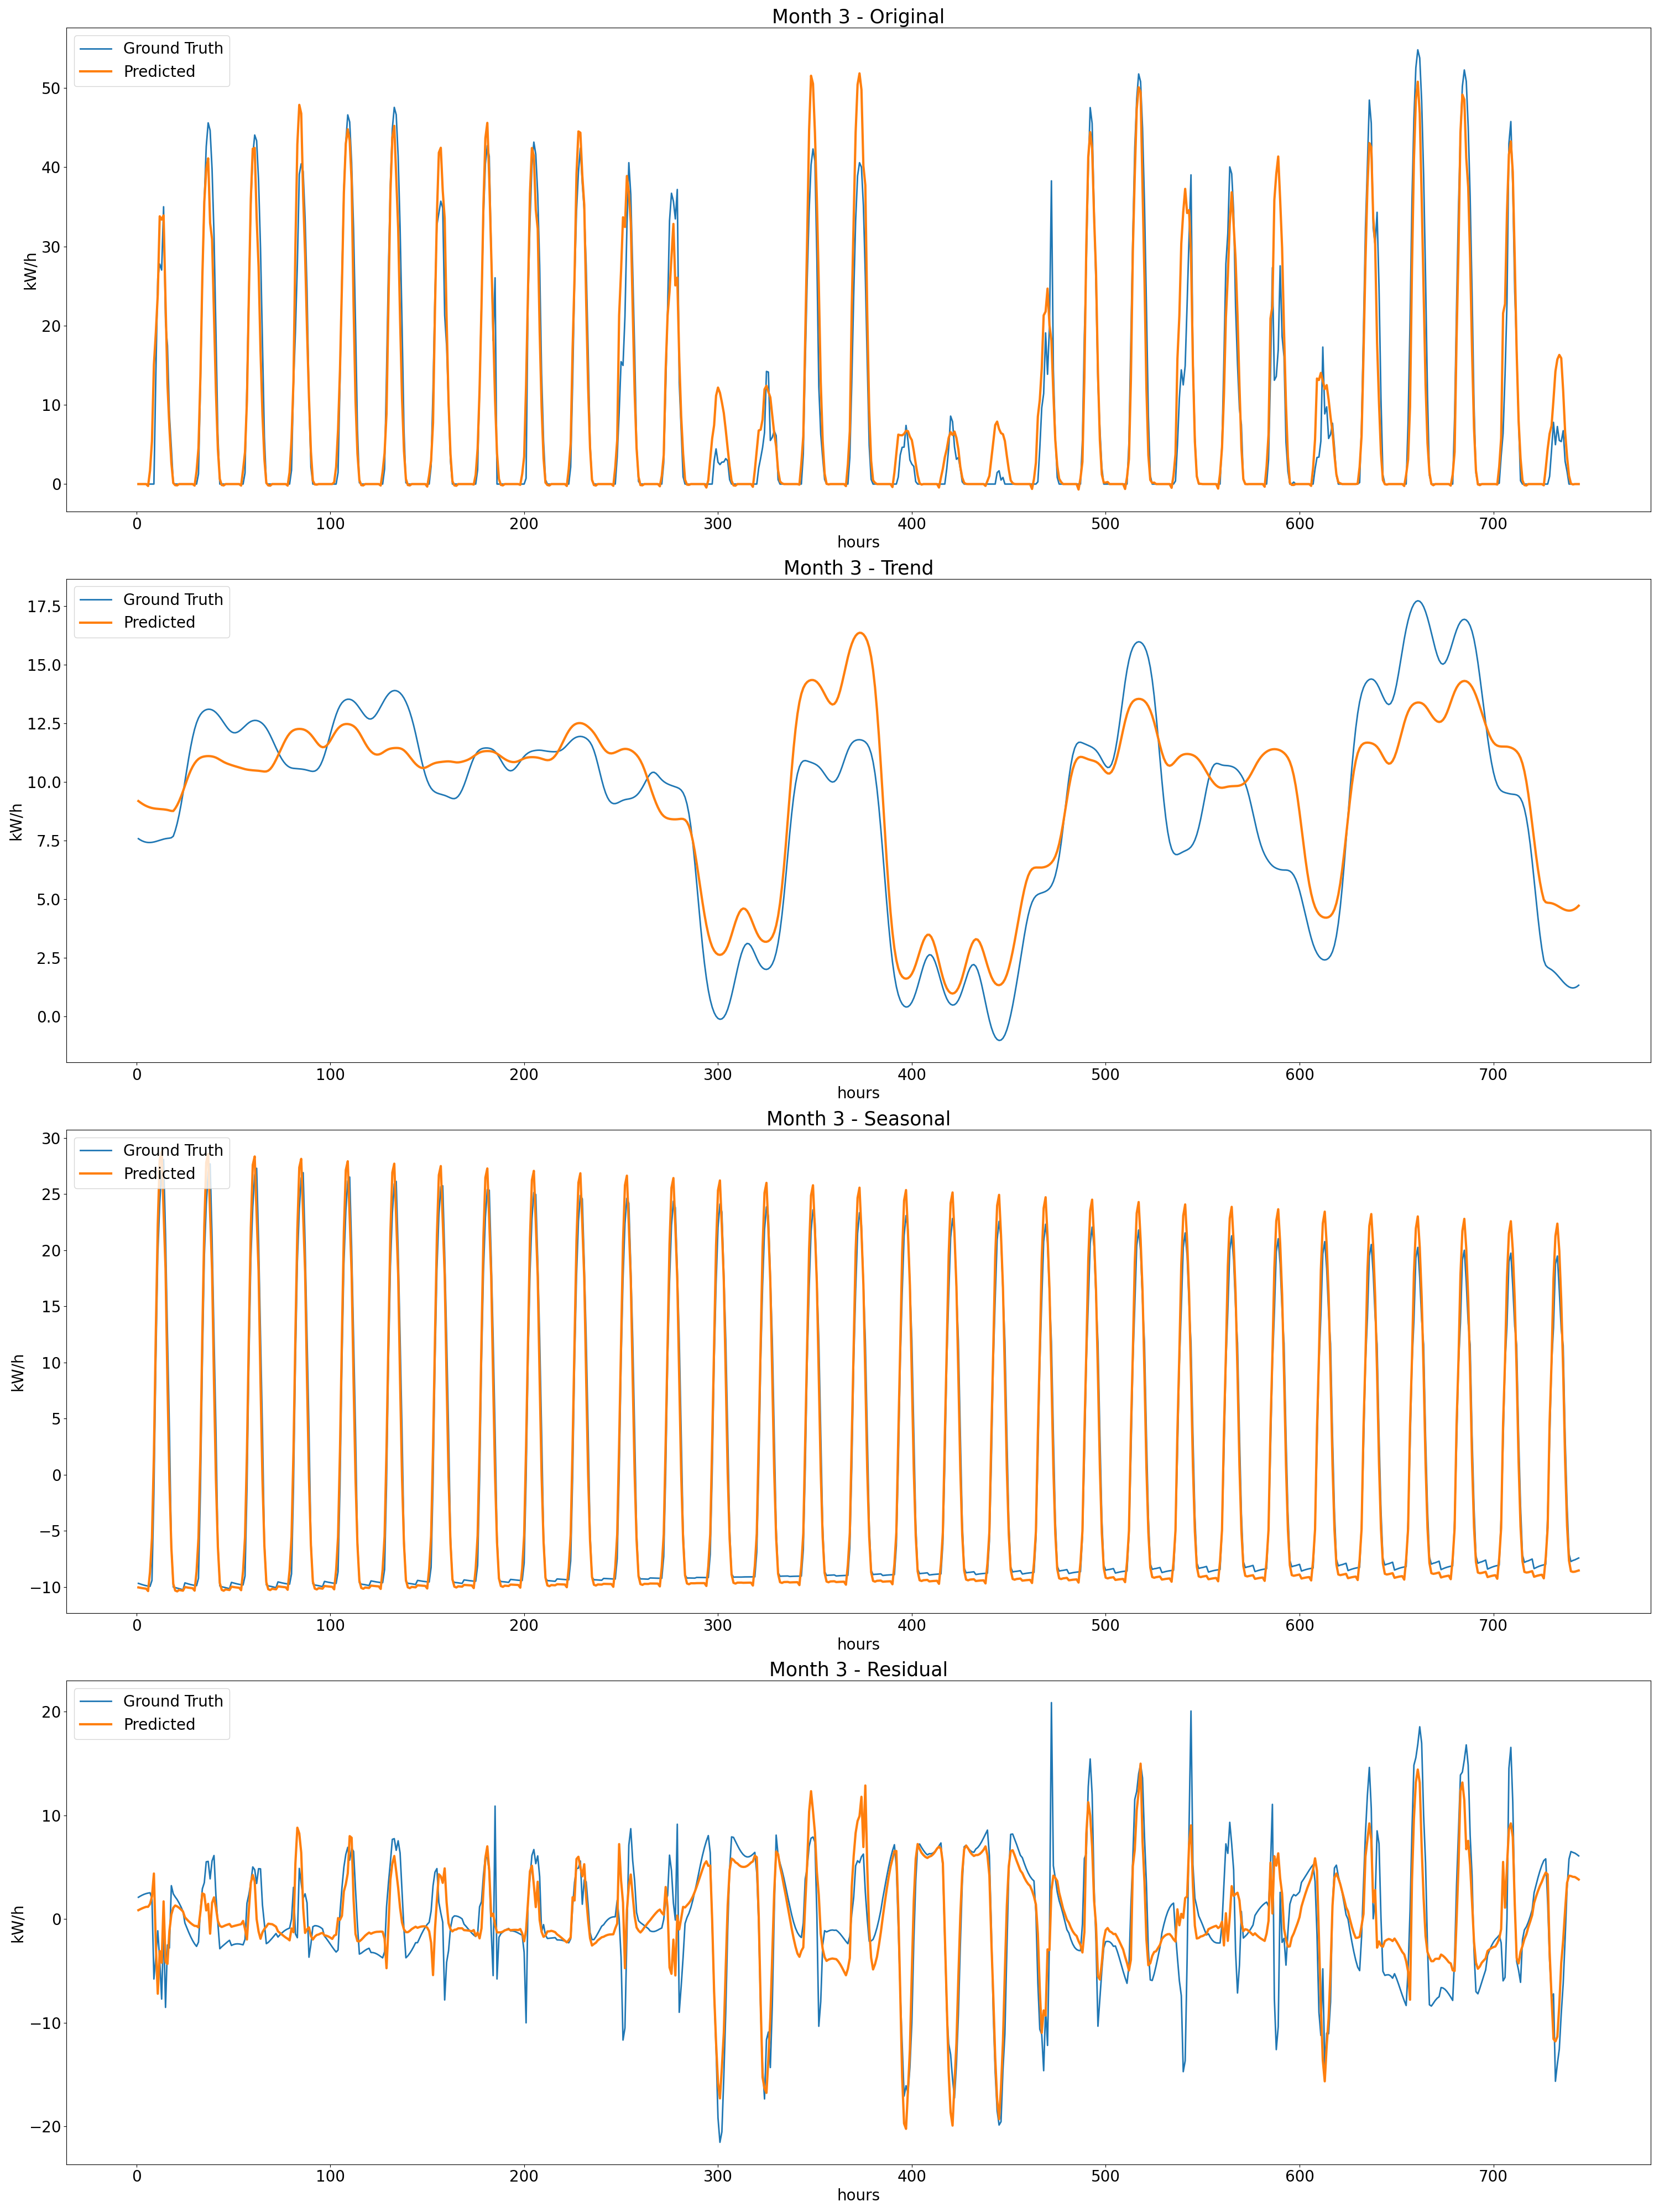 Month 3 - Original
Ground Truth
Predicted
kW/h
50
40
30
20
10
0
0 100 200 300 400 500 600 700
hours
Month 3 - Trend
Ground Truth
Predicted
kW/h
17.5
15.0
12.5
10.0
7.5
5.0
2.5
0.0
0 100 200 300 400 500 600 700
hours
Month 3 - Seasonal
Ground Truth
Predicted
kW/h
30
25
20
15
10
5
0
−5
−10
0 100 200 300 400 500 600 700
hours
Month 3 - Residual
Ground Truth
Predicted
kW/h
20
10
0
−10
−20
0 100 200 300 400 500 600 700
hours